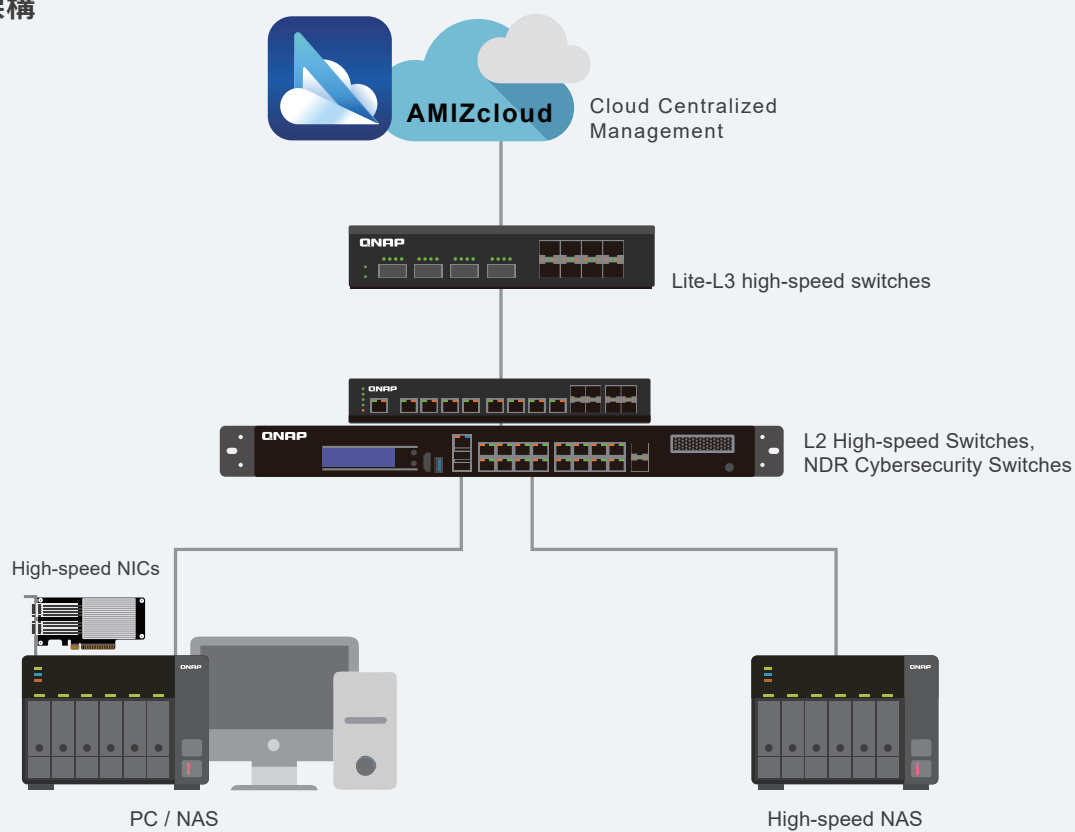 構
AMIZcloud
Cloud Centralized
Management
QNAP
Lite-L3 high-speed switches
QNAP
QNAP
L2 High-speed Switches,
NDR Cybersecurity Switches
High-speed NICs
QNAP
QNAP
PC / NAS
High-speed NAS